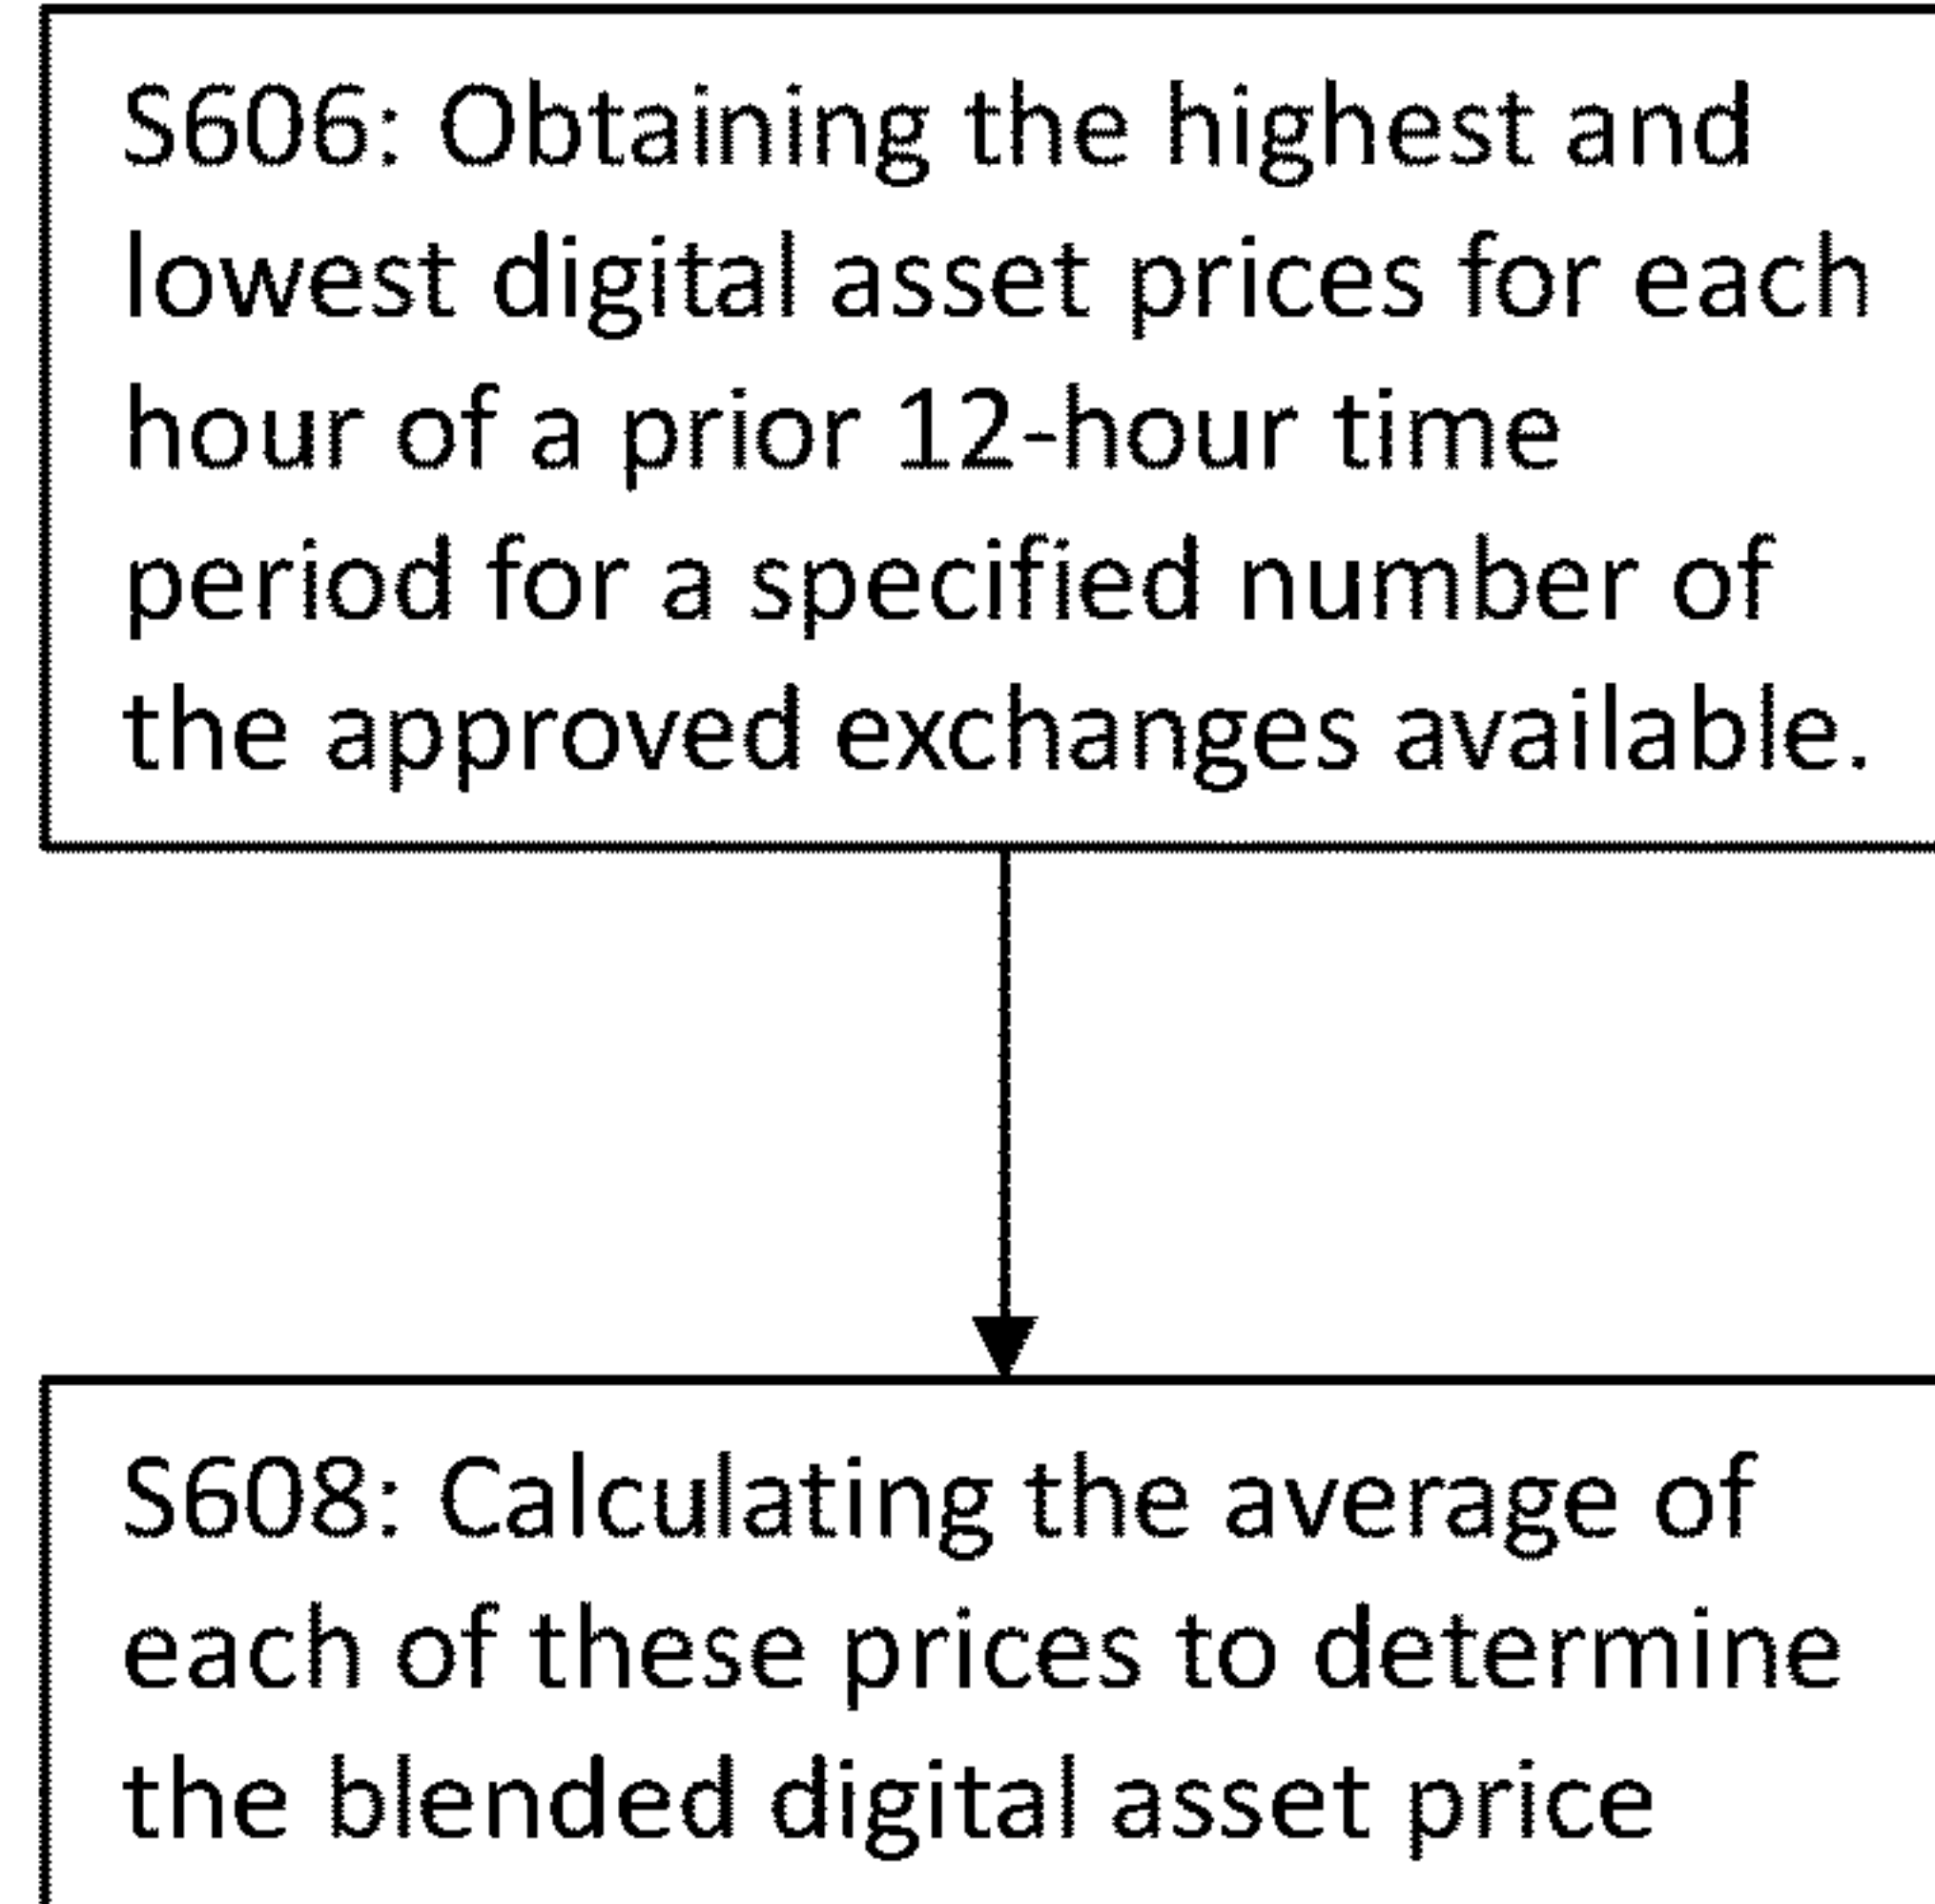 S606: Obtaining the highest and
lowest digital asset prices for each
hour of a prior 12-hour time
period for a specified number of
the approved exchanges available.
S608: Calculating the average of
each of these prices to determine
the blended digital asset price